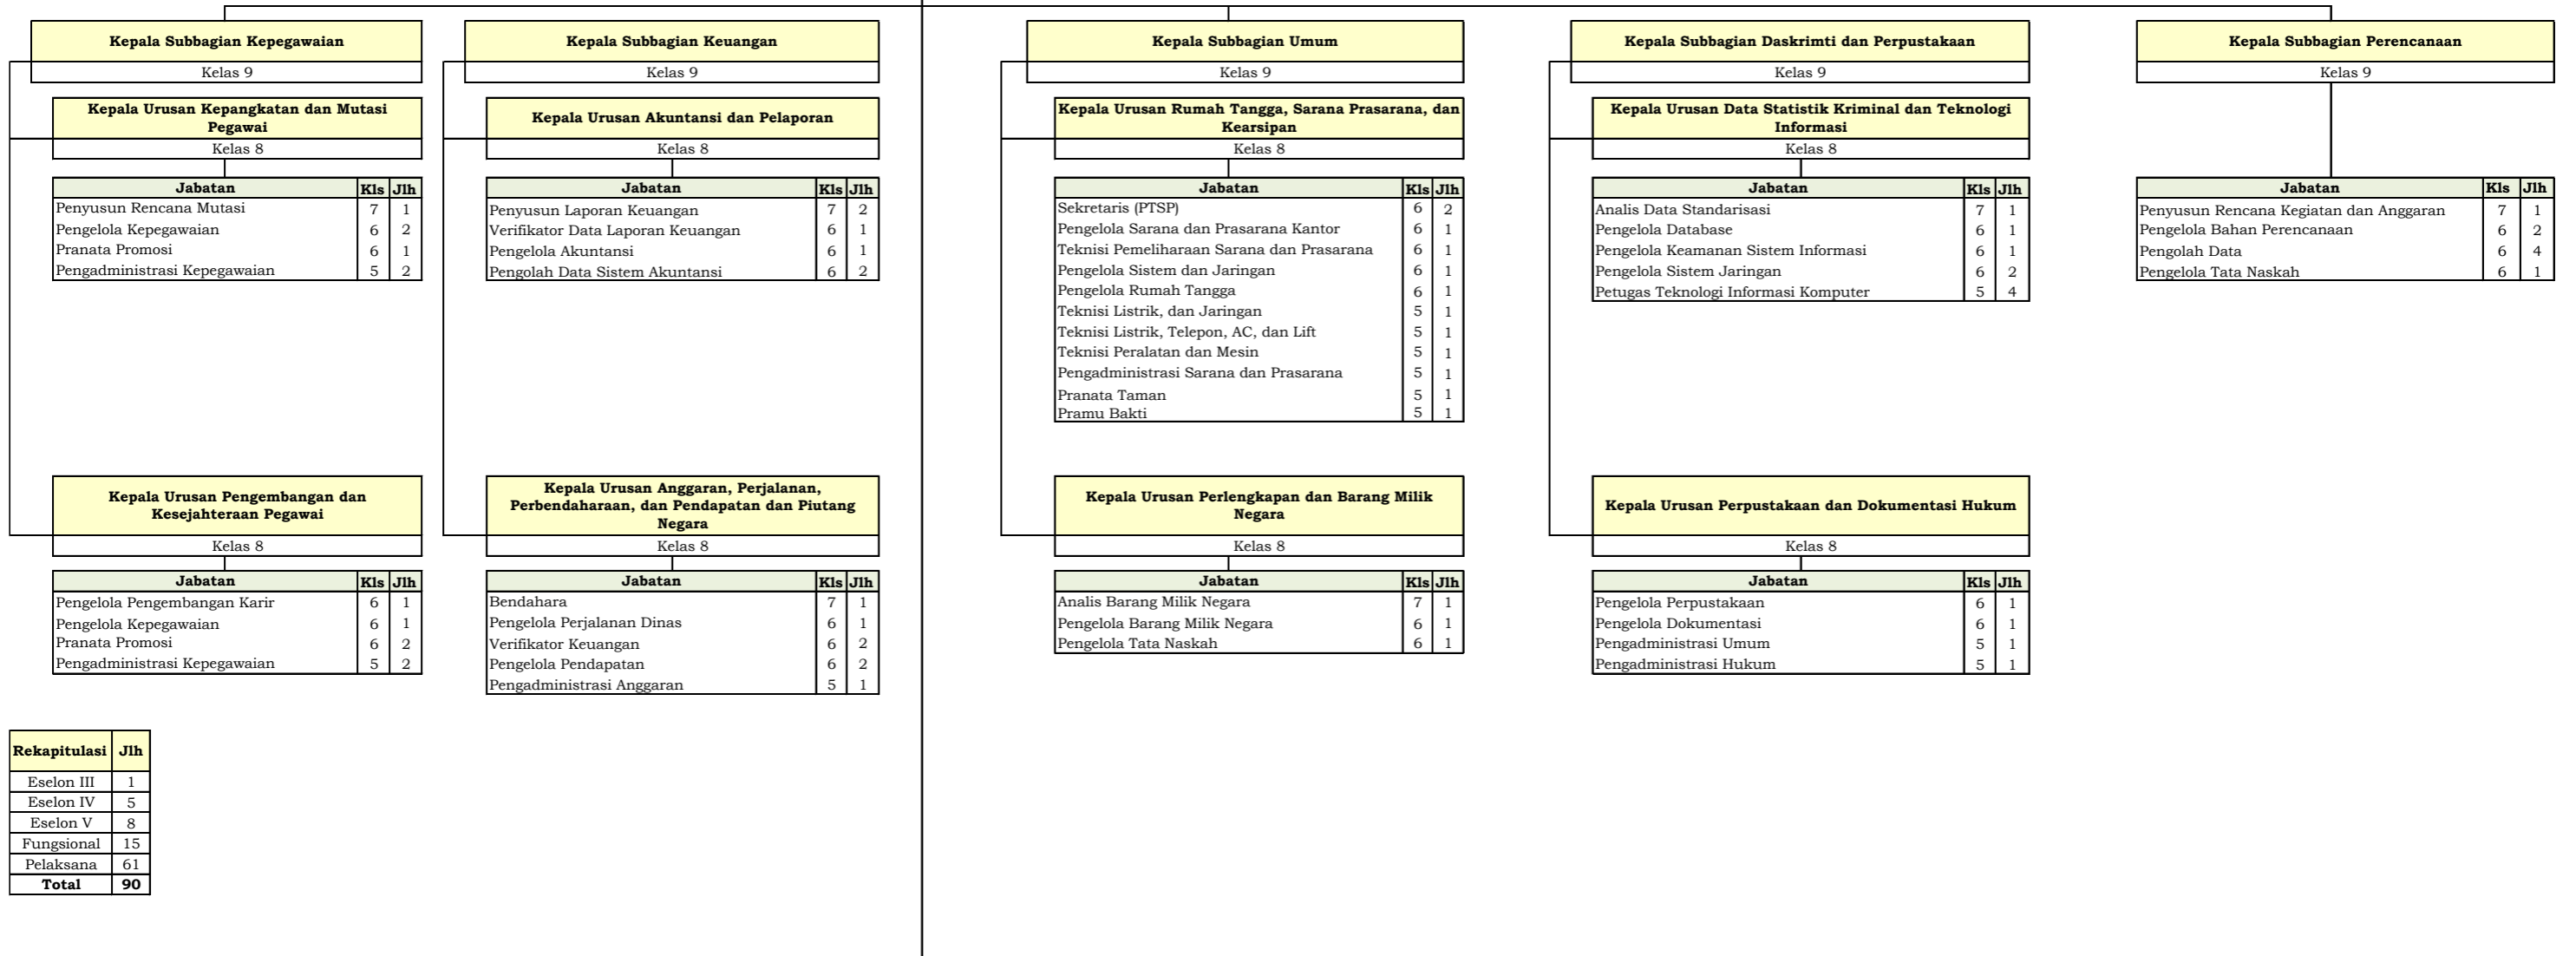 Kepala Subbagian Kepegawaian
Kelas 9
Kepala Urusan Kepangkatan dan Mutasi
Pegawai
Kelas 8
Jabatan Kls Jlh
Penyusun Rencana Mutasi 7 1
Pengelola Kepegawaian 6 2
Pranata Promosi 6 1
Pengadministrasi Kepegawaian 5 2
Kepala Urusan Pengembangan dan
Kesejahteraan Pegawai
Kelas 8
Jabatan Kls Jlh
Pengelola Pengembangan Karir 6 1
Pengelola Kepegawaian 6 1
Pranata Promosi 6 2
Pengadministrasi Kepegawaian 5 2
Kepala Subbagian Keuangan
Kelas 9
Kepala Urusan Akuntansi dan Pelaporan
Kelas 8
Jabatan Kls Jlh
Penyusun Laporan Keuangan 7 2
Verifikator Data Laporan Keuangan 6 1
Pengelola Akuntansi 6 1
Pengolah Data Sistem Akuntansi 6 2
Kepala Urusan Anggaran, Perjalanan,
Perbendaharaan, dan Pendapatan dan Piutang
Negara
Kelas 8
Jabatan Kls Jlh
Bendahara 7 1
Pengelola Perjalanan Dinas 6 1
Verifikator Keuangan 6 2
Pengelola Pendapatan 6 2
Pengadministrasi Anggaran 5 1
Kepala Subbagian Umum
Kelas 9
Kepala Urusan Rumah Tangga, Sarana Prasarana, dan
Kearsipan
Kelas 8
Jabatan Kls Jlh
Sekretaris (PTSP) 6 2
Pengelola Sarana dan Prasarana Kantor 6 1
Teknisi Pemeliharaan Sarana dan Prasarana 6 1
Pengelola Sistem dan Jaringan 6 1
Pengelola Rumah Tangga 6 1
Teknisi Listrik, dan Jaringan 5 1
Teknisi Listrik, Telepon, AC, dan Lift 5 1
Teknisi Peralatan dan Mesin 5 1
Pengadministrasi Sarana dan Prasarana 5 1
Pranata Taman 5 1
Pramu Bakti 5 1
Kepala Urusan Perlengkapan dan Barang Milik
Negara
Kelas 8
Jabatan Kls Jlh
Analis Barang Milik Negara 7 1
Pengelola Barang Milik Negara 6 1
Pengelola Tata Naskah 6 1
Kepala Subbagian Daskrimti dan Perpustakaan
Kelas 9
Kepala Urusan Data Statistik Kriminal dan Teknologi
Informasi
Kelas 8
Jabatan Kls Jlh
Analis Data Standarisasi 7 1
Pengelola Database 6 1
Pengelola Keamanan Sistem Informasi 6 1
Pengelola Sistem Jaringan 6 2
Petugas Teknologi Informasi Komputer 5 4
Kepala Urusan Perpustakaan dan Dokumentasi Hukum
Kelas 8
Jabatan Kls Jlh
Pengelola Perpustakaan 6 1
Pengelola Dokumentasi 6 1
Pengadministrasi Umum 5 1
Pengadministrasi Hukum 5 1
Kepala Subbagian Perencanaan
Kelas 9
Jabatan Kls Jlh
Penyusun Rencana Kegiatan dan Anggaran 7 1
Pengelola Bahan Perencanaan 6 2
Pengolah Data 6 4
Pengelola Tata Naskah 6 1
Rekapitulasi Jlh
Eselon III 1
Eselon IV 5
Eselon V 8
Fungsional 15
Pelaksana 61
Total 90